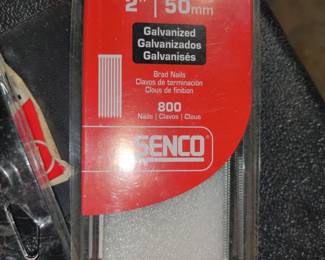 2" | 50mm
Galvanized
Galvanizados
Galvanisés
Brad Nails
Clavos de terminación
Clous de finition
800
Nails | Clavos | Clous
SENCO